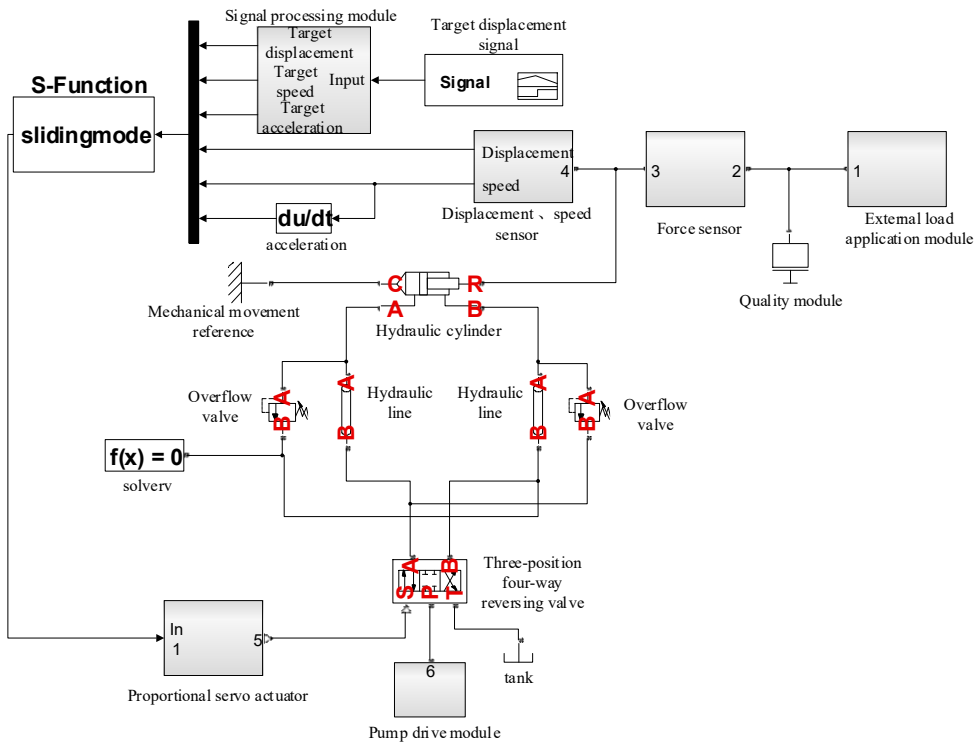 Signal processing module
Target displacement
signal
Target
displacement
Target
speed
Input
Target
acceleration
Signal
S-Function
slidingmode
Displacement
speed
4
3
2
1
Displacement 、speed
sensor
Force sensor
External load
application module
du/dt
acceleration
Quality module
C
R
A
B
Mechanical movement
reference
Hydraulic cylinder
Overflow
valve
A
B
A
B
Hydraulic
line
Hydraulic
line
A
B
A
B
Overflow
valve
f(x) = 0
solverv
A
B
S
P
T
Three-position
four-way
reversing valve
In
1
5
Proportional servo actuator
tank
6
Pump drive module